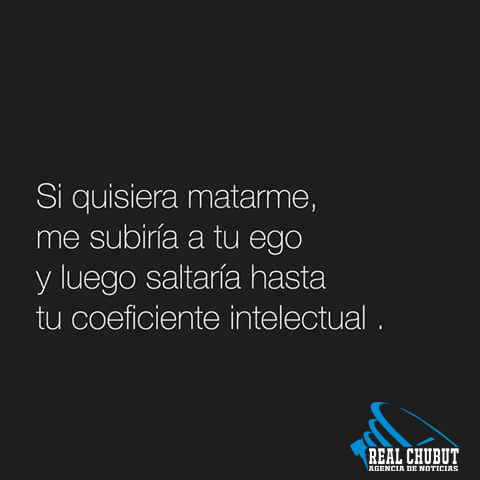 Si quisiera matarme,
me subiría a tu ego
y luego saltaría hasta
tu coeficiente intelectual .
REAL CHUBUT
AGENCIA DE NOTICIAS